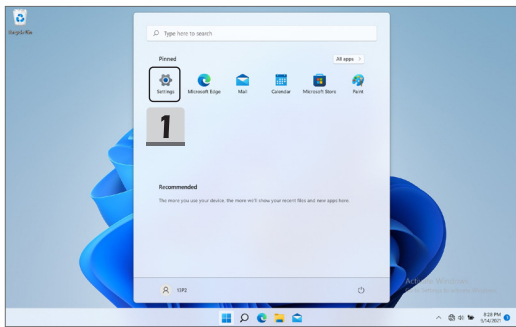 Recycle Bin
Type here to search
Pinned
All apps >
Settings
Microsoft Edge
Mail
Calendar
Microsoft Store
Paint
1
Recommended
The more you use your device, the more we'll show your recent files and new apps here.
13P2
Activate Windows
8:28 PM
5/14/2021